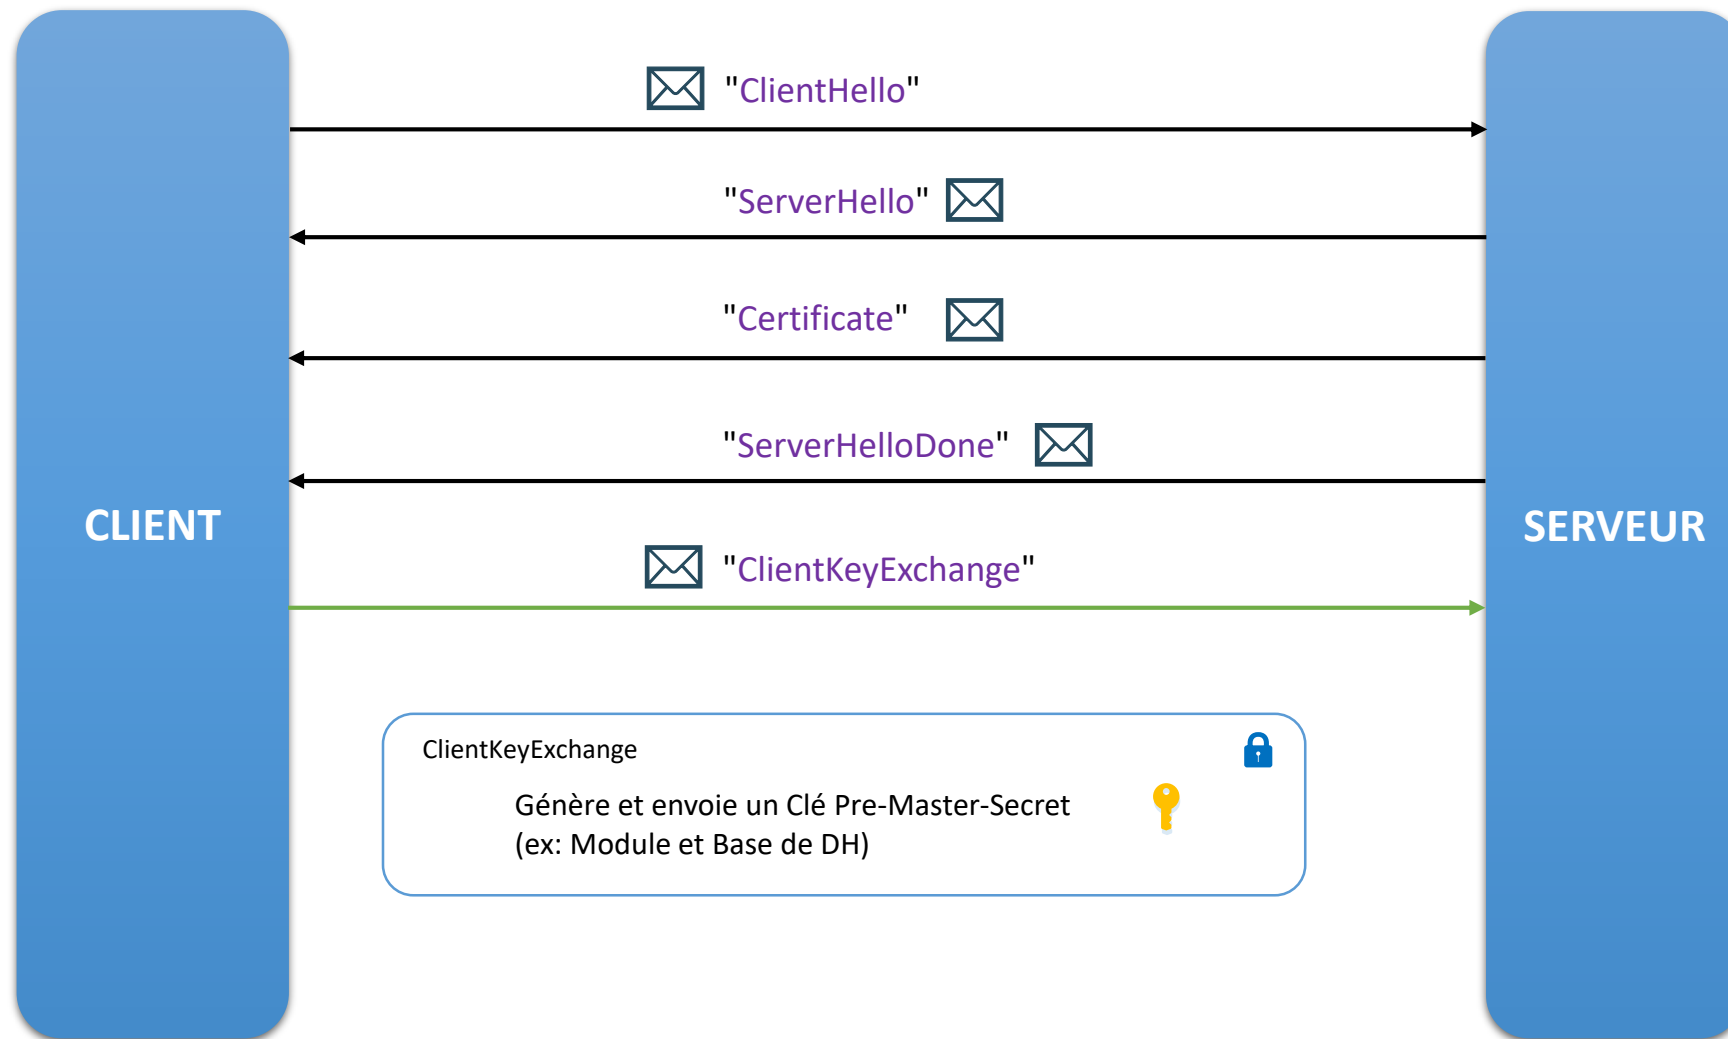 "ClientHello"
"ServerHello"
"Certificate"
"ServerHelloDone"
CLIENT
SERVEUR
"ClientKeyExchange"
ClientKeyExchange
Génère et envoie un Clé Pre-Master-Secret
(ex: Module et Base de DH)